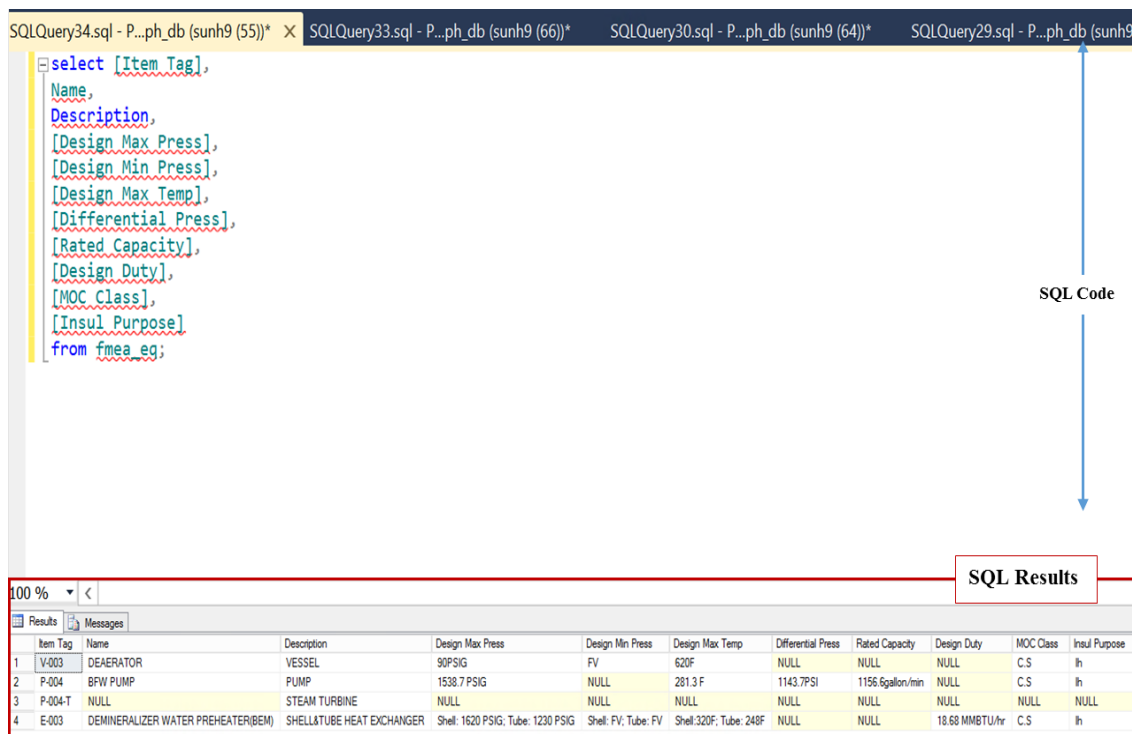 SQLQuery34.sql - P...ph_db (sunh9 (55))* X SQLQuery33.sql - P...ph_db (sunh9 (66))* SQLQuery30.sql - P...ph_db (sunh9 (64))* SQLQuery29.sql - P...ph_db (sunh9
select [Item Tag],
Name,
Description,
[Design Max Press],
[Design Min Press],
[Design Max Temp],
[Differential Press],
[Rated Capacity],
[Design Duty],
[MOC Class],
[Insul Purpose]
from fmea_eq;
SQL Code
SQL Results
100 %
Results Messages
Item Tag Name Description Design Max Press Design Min Press Design Max Temp Differential Press Rated Capacity Design Duty MOC Class Insul Purpose
1 V-003 DEAERATOR VESSEL 90PSIG FV 620F NULL NULL NULL C.S Ih
2 P-004 BFW PUMP PUMP 1538.7 PSIG NULL 281.3 F 1143.7PSI 1156.6gallon/min NULL C.S Ih
3 P-004-T NULL STEAM TURBINE NULL NULL NULL NULL NULL NULL NULL NULL
4 E-003 DEMINERALIZER WATER PREHEATER(BEM) SHELL&TUBE HEAT EXCHANGER Shell: 1620 PSIG; Tube: 1230 PSIG Shell: FV; Tube: FV Shell:320F; Tube: 248F NULL NULL 18.68 MMBTU/hr C.S Ih